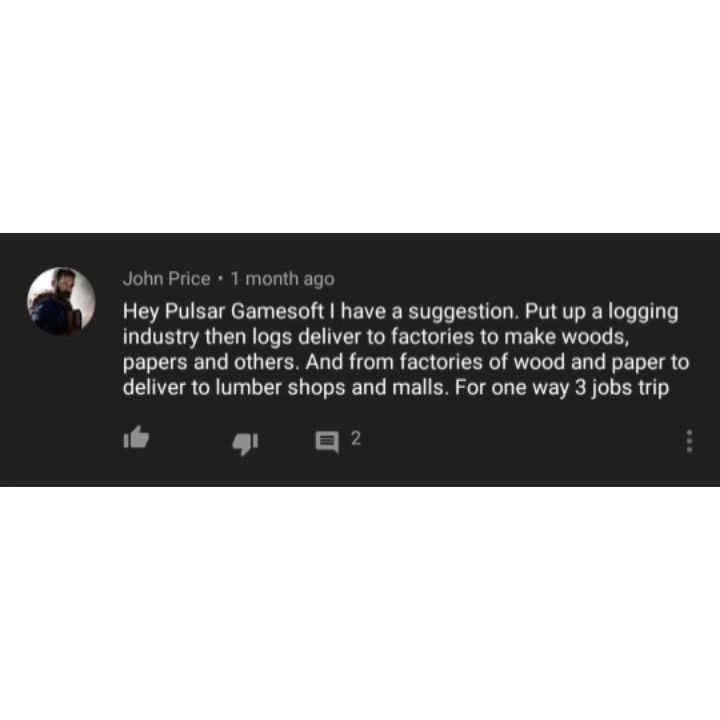 John Price • 1 month ago
Hey Pulsar Gamesoft I have a suggestion. Put up a logging
industry then logs deliver to factories to make woods,
papers and others. And from factories of wood and paper to
deliver to lumber shops and malls. For one way 3 jobs trip
2